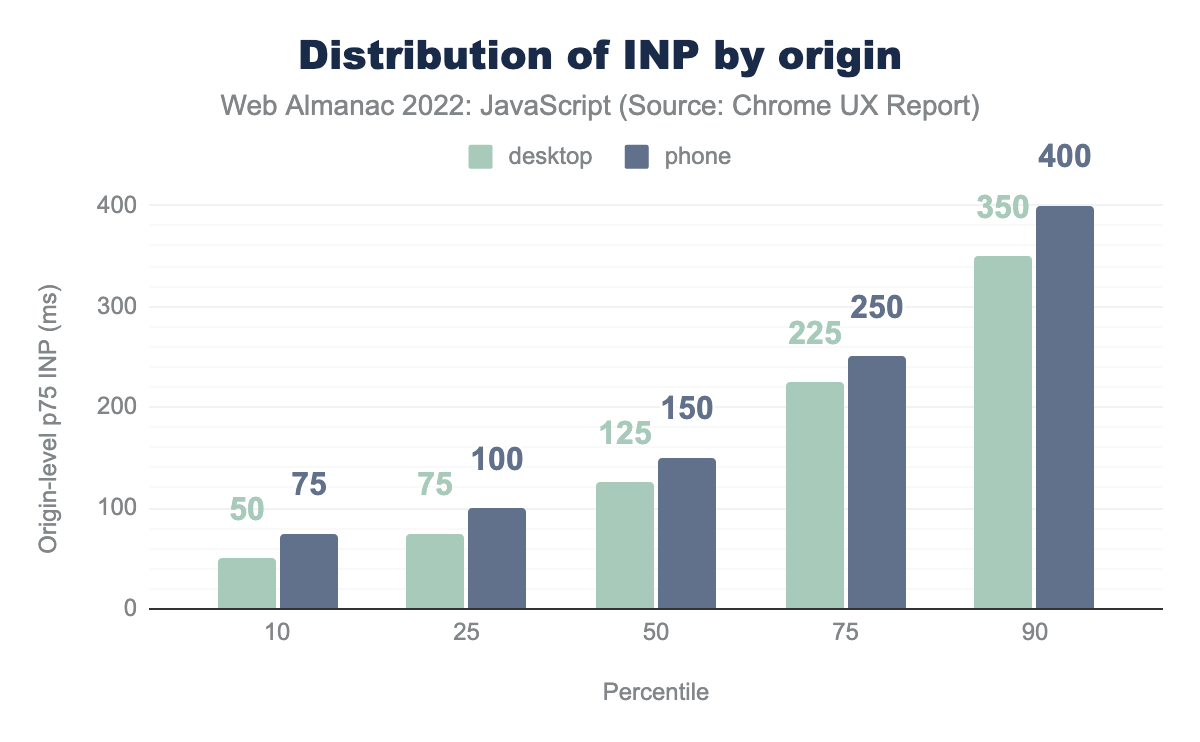 Distribution of INP by origin
Web Almanac 2022: JavaScript (Source: Chrome UX Report)
desktop phone
Origin-level p75 INP (ms)
400
300
200
100
0
50 75 75 100 125 150 225 250 350 400
10 25 50 75 90
Percentile